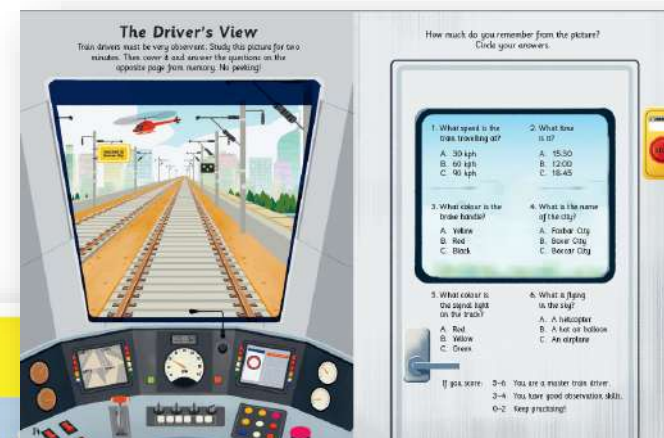 The Driver's View
Train drivers must be very observant. Study this picture for two
minutes. Then cover it and answer the questions on the
opposite page from memory. No peeking!
How much do you remember from the picture?
Circle your answers.
1. What speed is the
train travelling at?
A. 30 kph
B. 60 kph
C. 90 kph
2. What time
is it?
A. 15:30
B. 12:00
C. 18:45
3. What colour is the
brake handle?
A. Yellow
B. Red
C. Black
4. What is the name
of the city?
A. Foxbar City
B. Boxer City
C. Boccar City
5. What colour is
the signal light
on the track?
A. Red
B. Yellow
C. Green
6. What is flying
in the sky?
A. A helicopter
B. A hot air balloon
C. An airplane
If you score:
5–6 You are a master train driver.
3–4 You have good observation skills.
0–2 Keep practising!